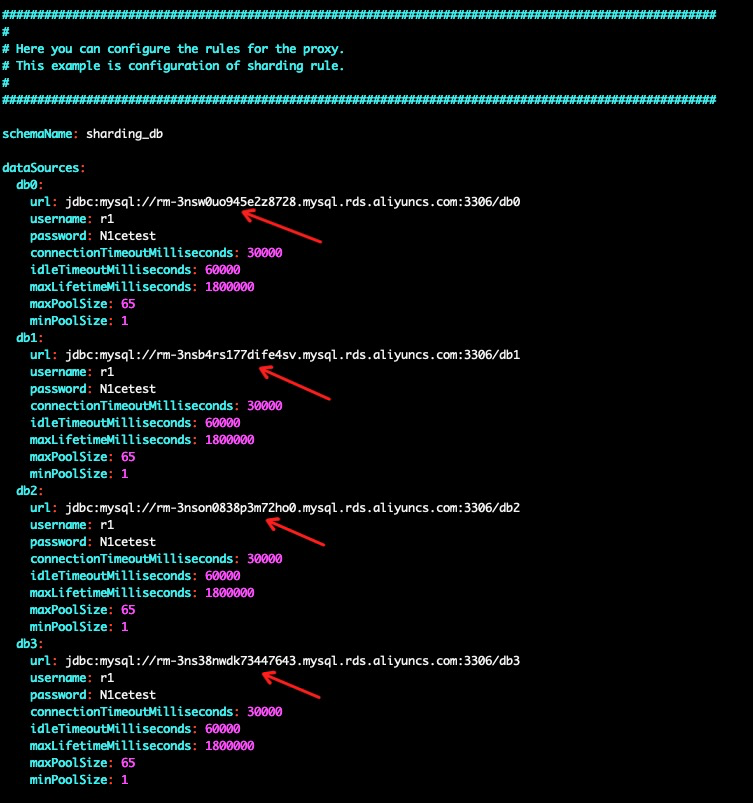 ####################################################################################################
#
# Here you can configure the rules for the proxy.
# This example is configuration of sharding rule.
#
####################################################################################################
schemaName: sharding_db
dataSources:
db0:
url: jdbc:mysql://rm-3nsw0uo945e2z8728.mysql.rds.aliyuncs.com:3306/db0
username: r1
password: N1cetest
connectionTimeoutMilliseconds: 30000
idleTimeoutMilliseconds: 60000
maxLifetimeMilliseconds: 1800000
maxPoolSize: 65
minPoolSize: 1
db1:
url: jdbc:mysql://rm-3nsb4rs177dife4sv.mysql.rds.aliyuncs.com:3306/db1
username: r1
password: N1cetest
connectionTimeoutMilliseconds: 30000
idleTimeoutMilliseconds: 60000
maxLifetimeMilliseconds: 1800000
maxPoolSize: 65
minPoolSize: 1
db2:
url: jdbc:mysql://rm-3nson0838p3m72ho0.mysql.rds.aliyuncs.com:3306/db2
username: r1
password: N1cetest
connectionTimeoutMilliseconds: 30000
idleTimeoutMilliseconds: 60000
maxLifetimeMilliseconds: 1800000
maxPoolSize: 65
minPoolSize: 1
db3:
url: jdbc:mysql://rm-3ns38nwdk73447643.mysql.rds.aliyuncs.com:3306/db3
username: r1
password: N1cetest
connectionTimeoutMilliseconds: 30000
idleTimeoutMilliseconds: 60000
maxLifetimeMilliseconds: 1800000
maxPoolSize: 65
minPoolSize: 1